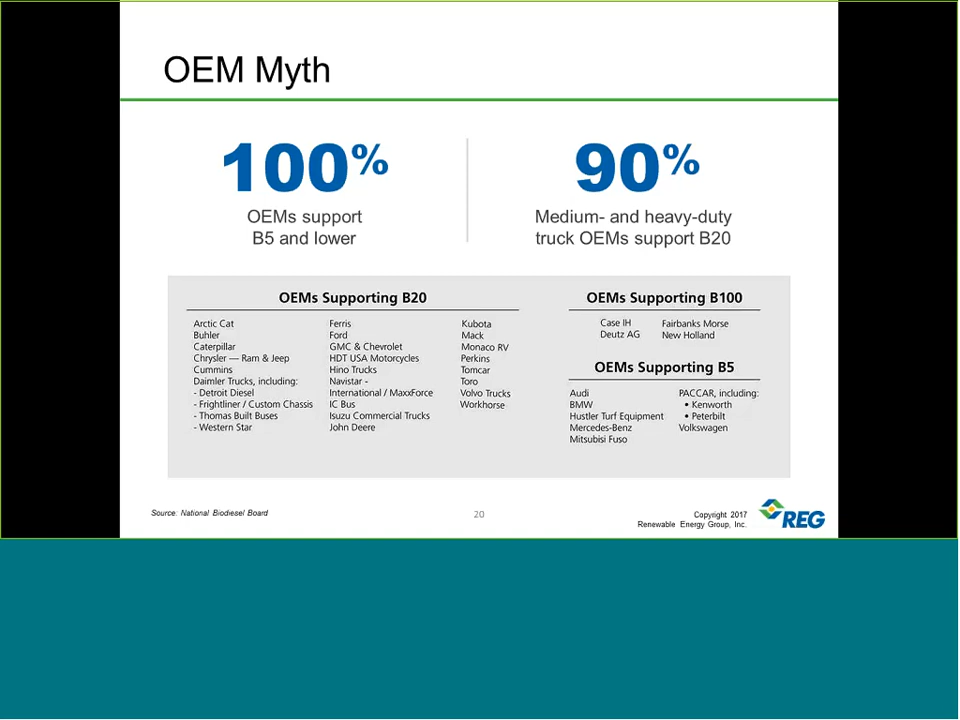 OEM Myth
100%
OEMs support
B5 and lower
90%
Medium- and heavy-duty
truck OEMs support B20
OEMs Supporting B20
Arctic Cat
Buhler
Caterpillar
Chrysler — Ram & Jeep
Cummins
Daimler Trucks, including:
- Detroit Diesel
- Frightliner / Custom Chassis
- Thomas Built Buses
- Western Star
Ferris
Ford
GMC & Chevrolet
HDT USA Motorcycles
Hino Trucks
Navistar -
International / MaxxForce
IC Bus
Isuzu Commercial Trucks
John Deere
Kubota
Mack
Monaco RV
Perkins
Tomcar
Toro
Volvo Trucks
Workhorse
OEMs Supporting B100
Case IH
Deutz AG
Fairbanks Morse
New Holland
OEMs Supporting B5
Audi
BMW
Hustler Turf Equipment
Mercedes-Benz
Mitsubisi Fuso
PACCAR, including:
• Kenworth
• Peterbilt
Volkswagen
Source: National Biodiesel Board
20
Copyright 2017
Renewable Energy Group, Inc.
REG